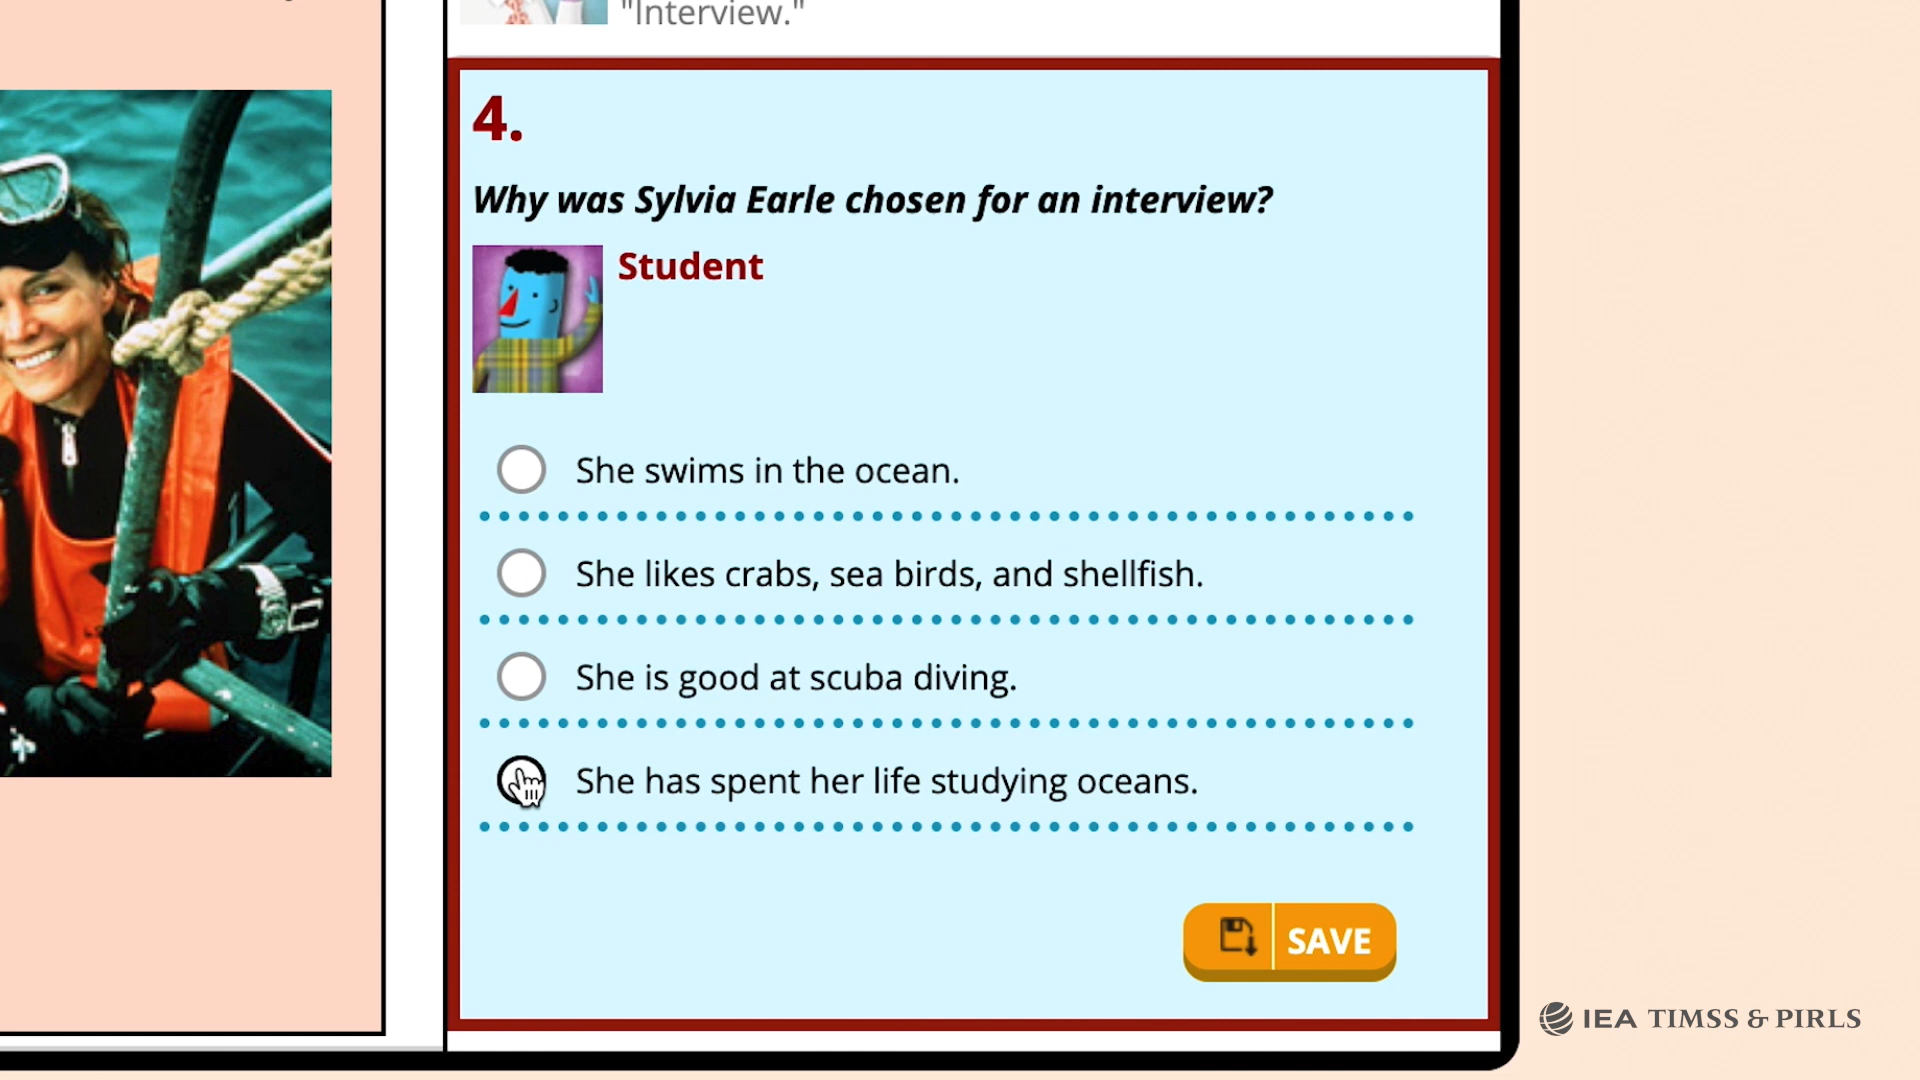 "Interview."
4.
Why was Sylvia Earle chosen for an interview?
Student
She swims in the ocean.
She likes crabs, sea birds, and shellfish.
She is good at scuba diving.
She has spent her life studying oceans.
SAVE
IEA TIMSS & PIRLS